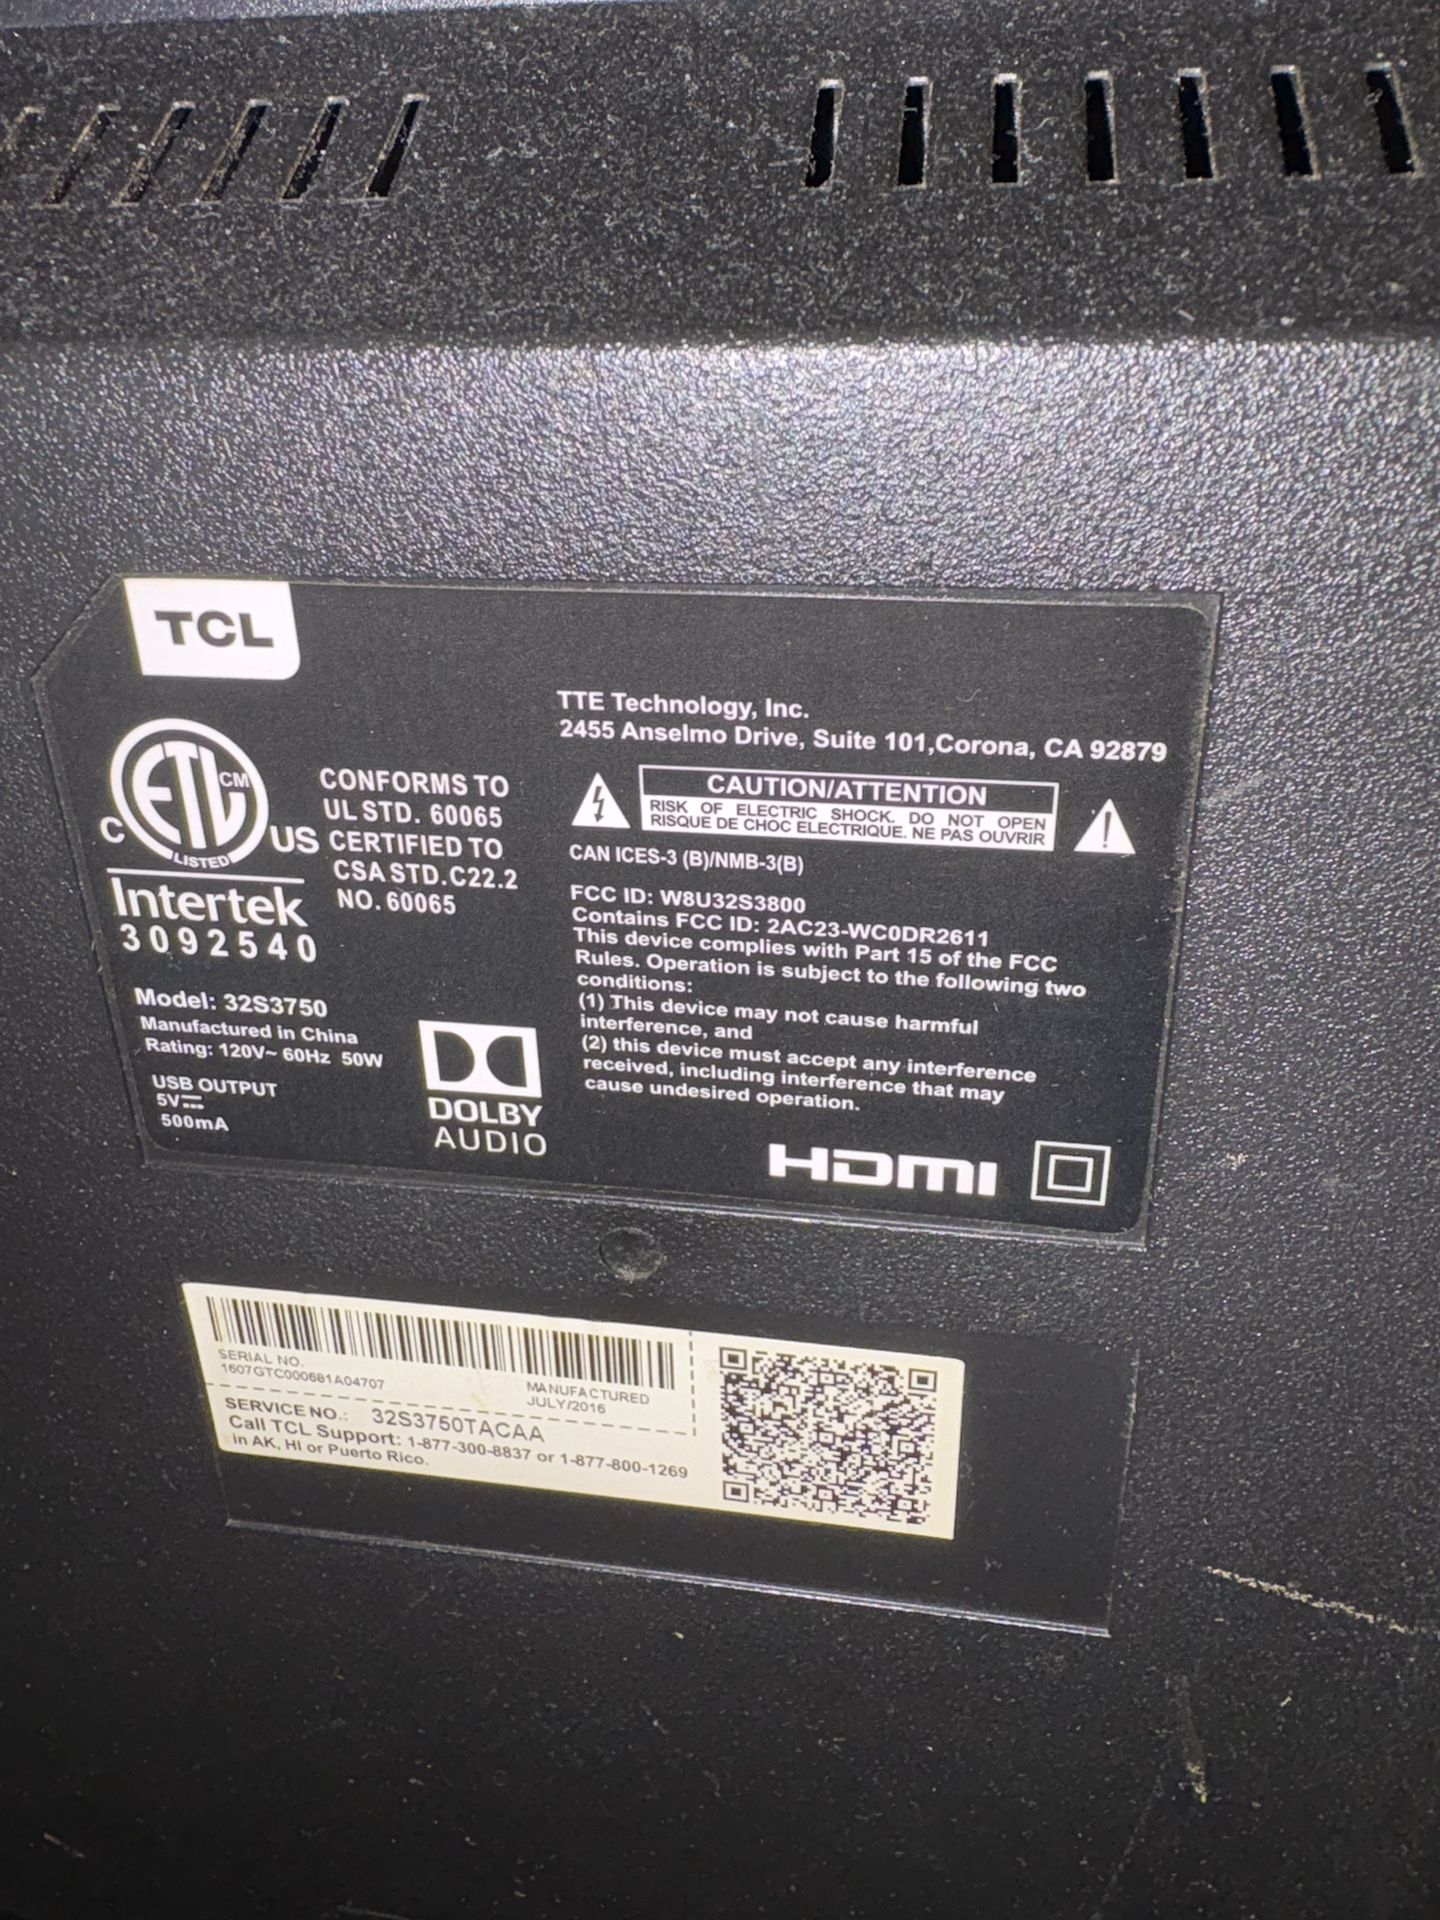 TCL
TTE Technology, Inc.
2455 Anselmo Drive, Suite 101,Corona, CA 92879
CAUTION/ATTENTION
RISK OF ELECTRIC SHOCK. DO NOT OPEN
RISQUE DE CHOC ELECTRIQUE. NE PAS OUVRIR
CAN ICES-3 (B)/NMB-3(B)
FCC ID: W8U32S3800
Contains FCC ID: 2AC23-WC0DR2611
This device complies with Part 15 of the FCC
Rules. Operation is subject to the following two
conditions:
(1) This device may not cause harmful
interference, and
(2) this device must accept any interference
received, including interference that may
cause undesired operation.
ETL CM
C US
LISTED
Intertek
3092540
CONFORMS TO
UL STD. 60065
CERTIFIED TO
CSA STD.C22.2
NO. 60065
Model: 32S3750
Manufactured in China
Rating: 120V~ 60Hz 50W
USB OUTPUT
5V
500mA
DOLBY
AUDIO
HDMI
SERIAL NO.
1607GTC000681A04707
MANUFACTURED
JULY/2016
SERVICE NO.: 32S3750TACAA
Call TCL Support: 1-877-300-8837 or 1-877-800-1269
in AK, HI or Puerto Rico.